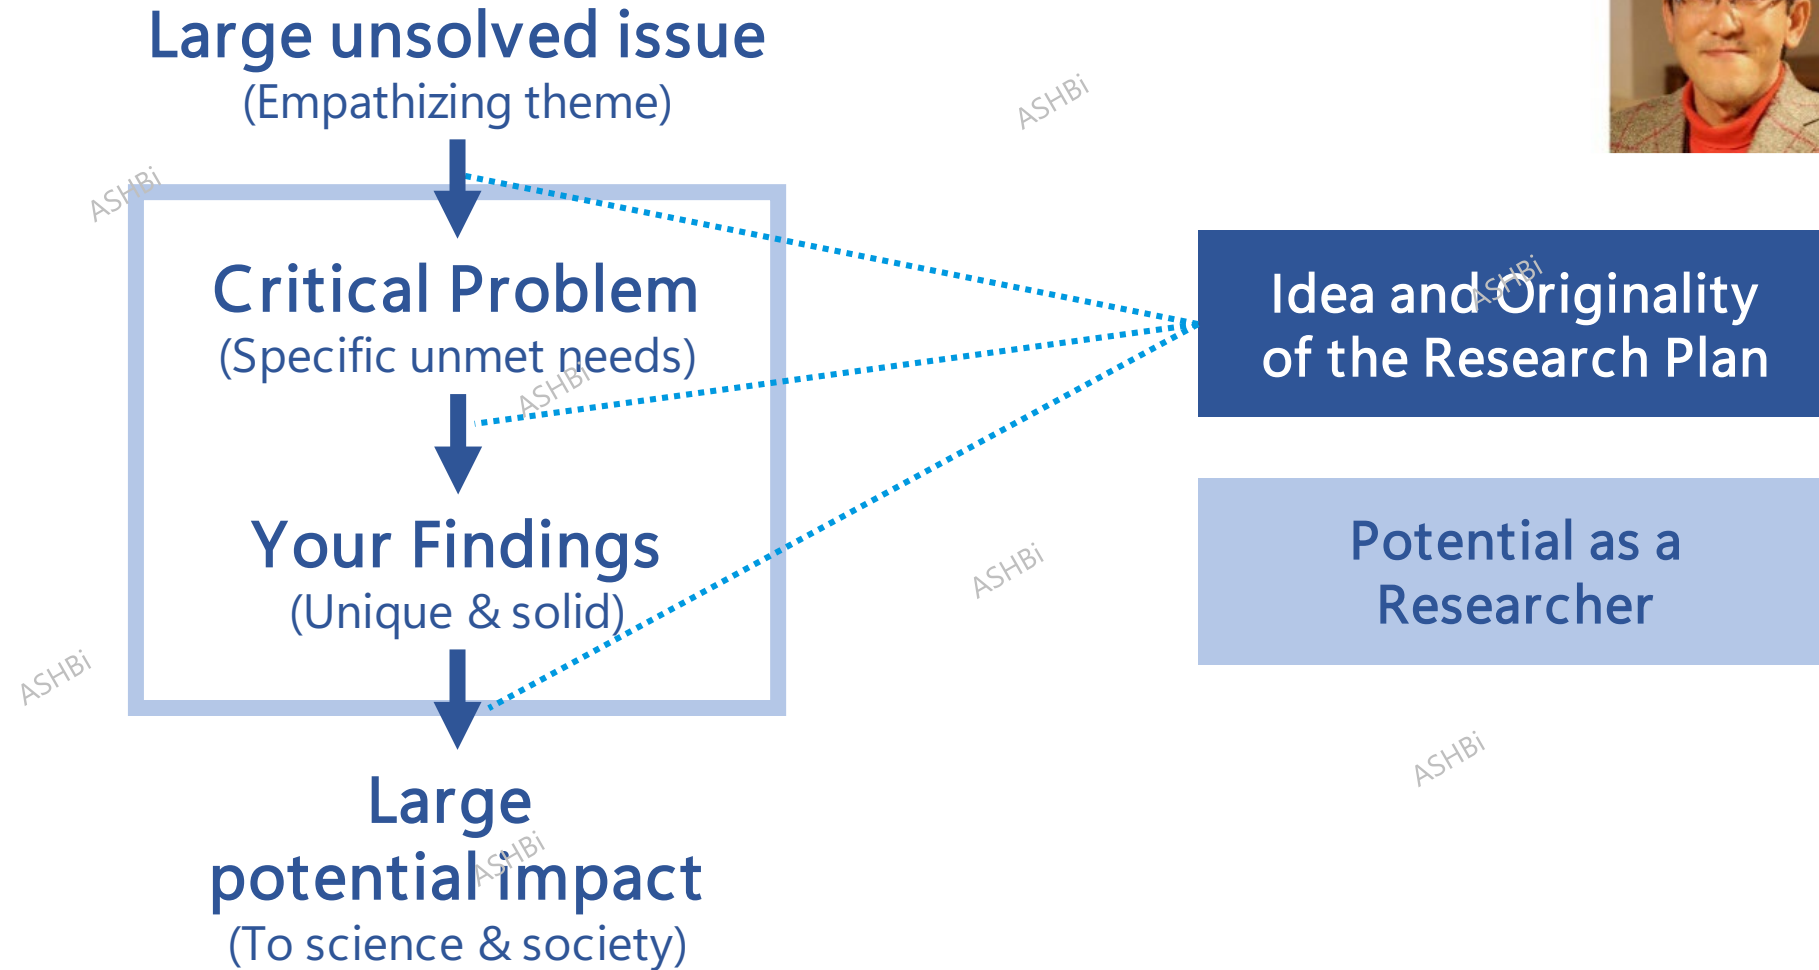 Large unsolved issue
(Empathizing theme)
ASHBi
ASHBi
Critical Problem
(Specific unmet needs)
ASHBi
Idea and Originality
of the Research Plan
ASHBi
Your Findings
(Unique & solid)
ASHBi
Potential as a
Researcher
ASHBi
ASHBi
Large
potential impact
(To science & society)
ASHBi